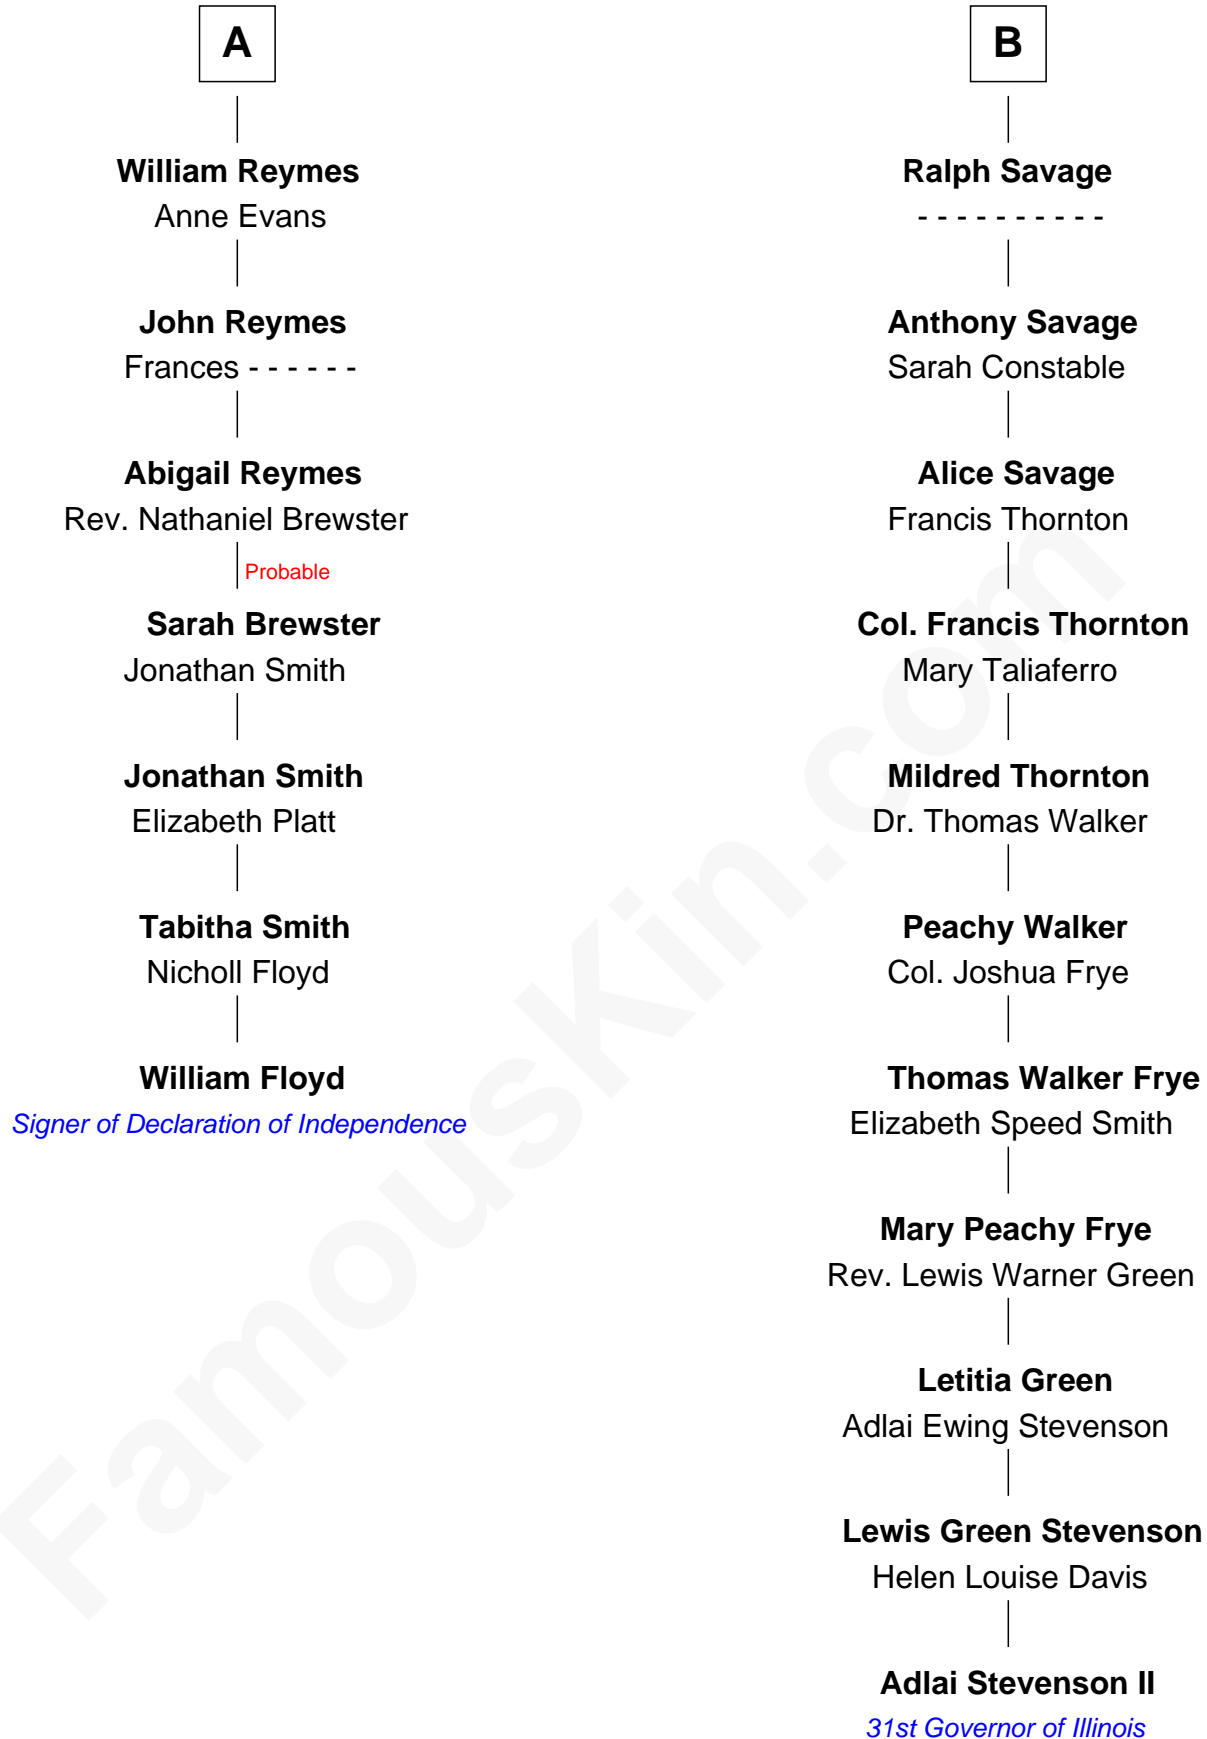 A
William Reymes
Anne Evans
John Reymes
Frances - - - - - -
Abigail Reymes
Rev. Nathaniel Brewster
Probable
Sarah Brewster
Jonathan Smith
Jonathan Smith
Elizabeth Platt
Tabitha Smith
Nicholl Floyd
William Floyd
Signer of Declaration of Independence
B
Ralph Savage
- - - - - - - - - -
Anthony Savage
Sarah Constable
Alice Savage
Francis Thornton
Col. Francis Thornton
Mary Taliaferro
Mildred Thornton
Dr. Thomas Walker
Peachy Walker
Col. Joshua Frye
Thomas Walker Frye
Elizabeth Speed Smith
Mary Peachy Frye
Rev. Lewis Warner Green
Letitia Green
Adlai Ewing Stevenson
Lewis Green Stevenson
Helen Louise Davis
Adlai Stevenson II
31st Governor of Illinois
FamousKin.com